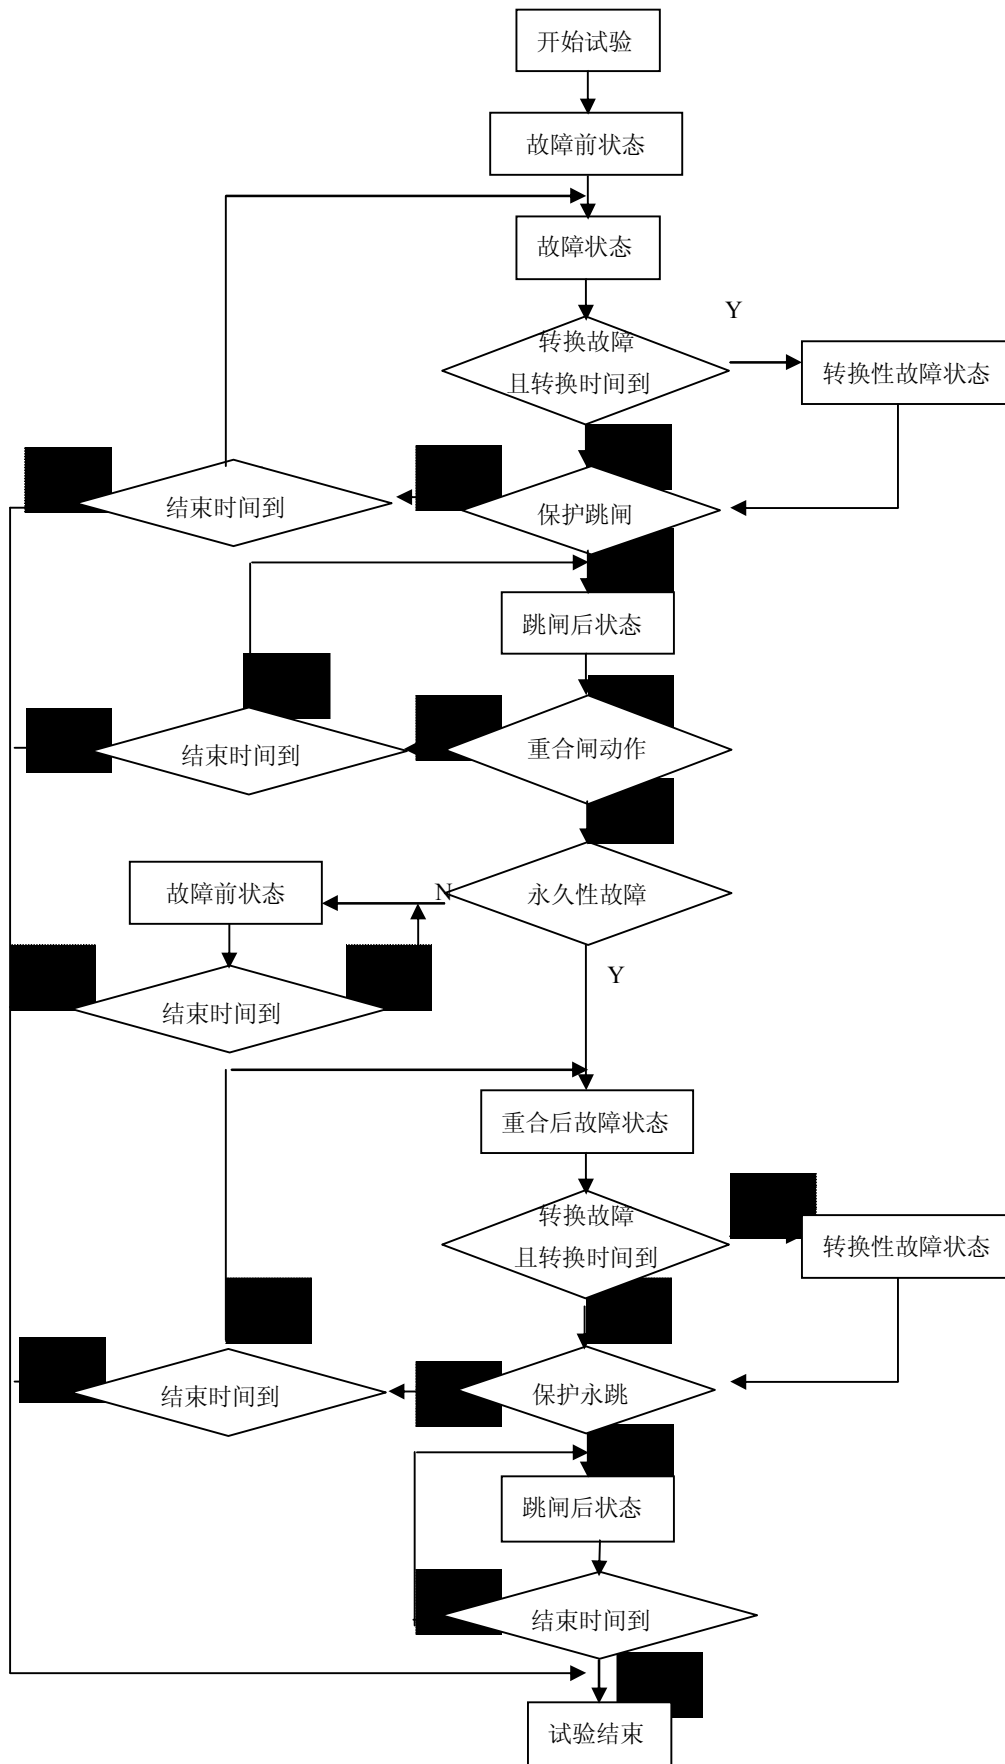 开始试验
故障前状态
故障状态
Y
转换故障
且转换时间到
转换性故障状态
结束时间到
保护跳闸
跳闸后状态
结束时间到
重合闸动作
故障前状态
N
永久性故障
结束时间到
Y
重合后故障状态
转换故障
且转换时间到
转换性故障状态
结束时间到
保护永跳
跳闸后状态
结束时间到
试验结束